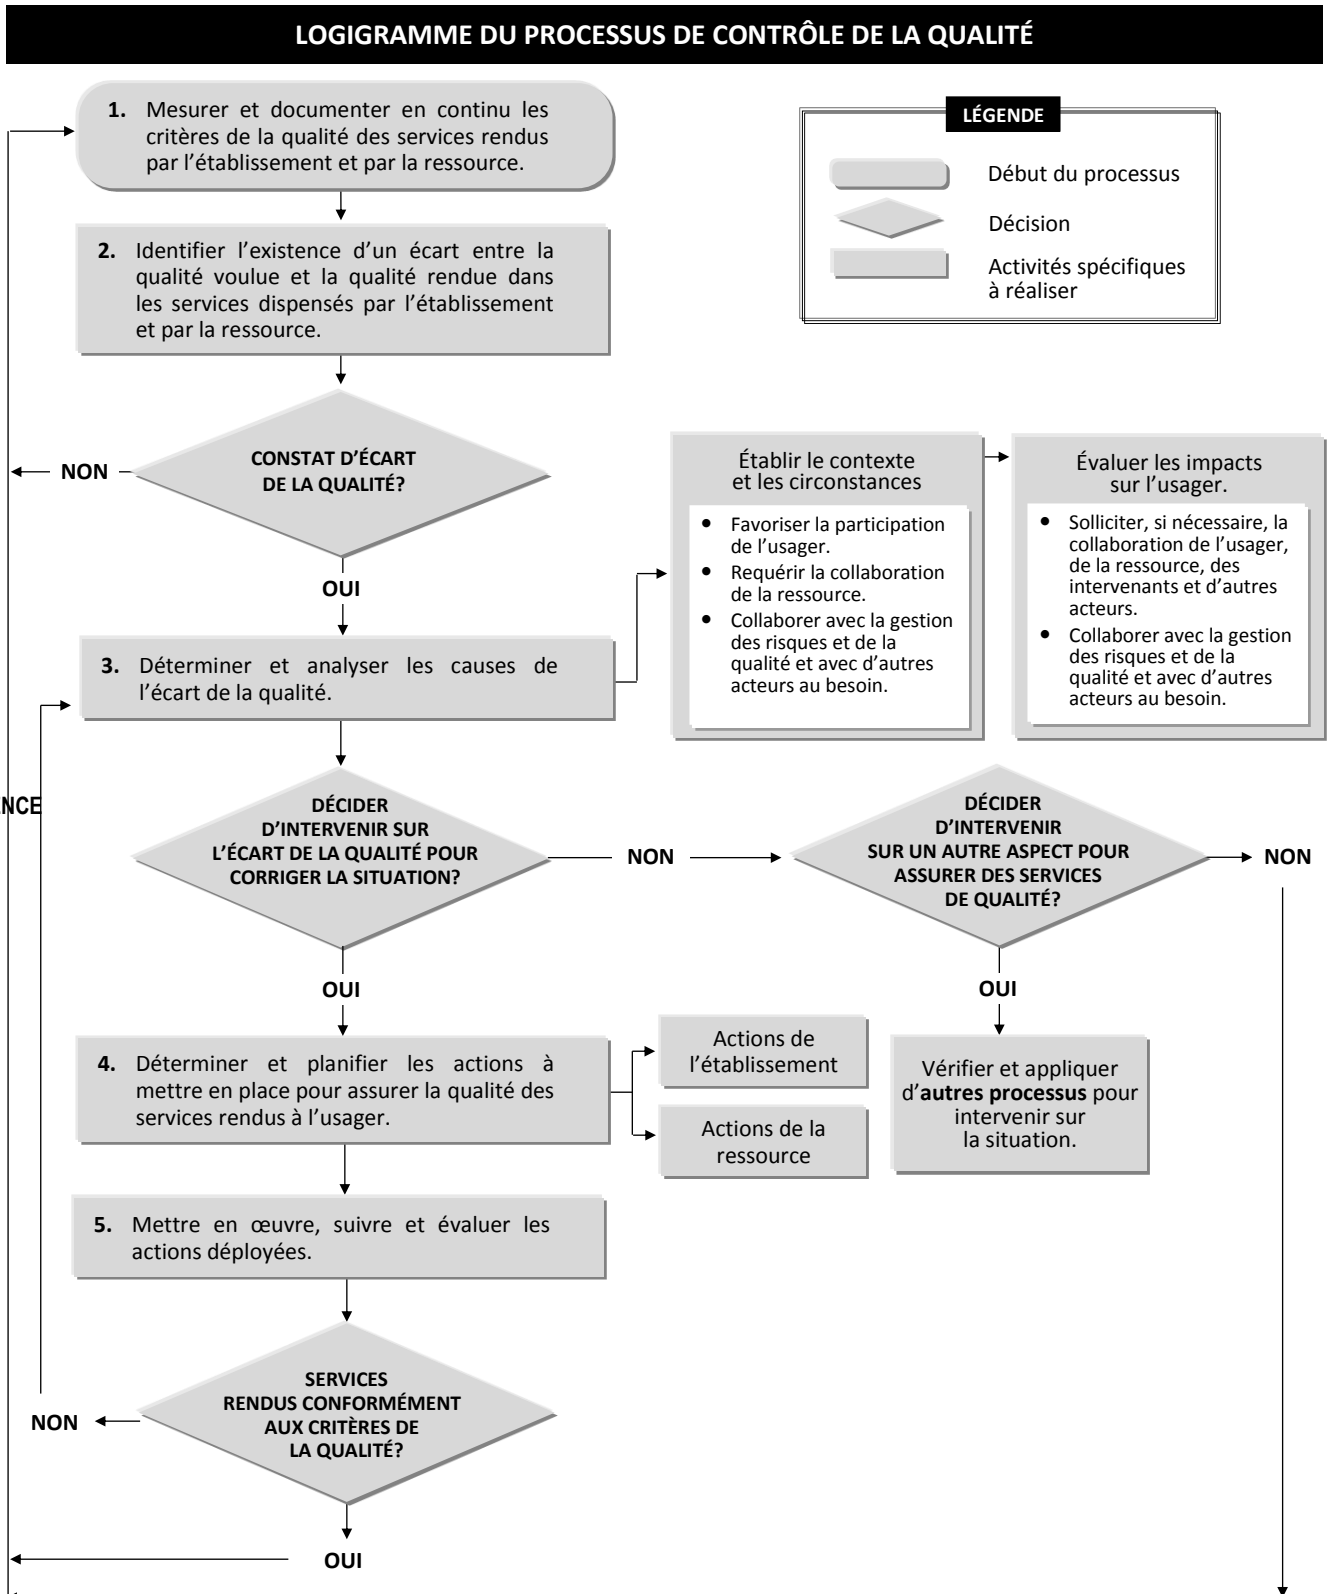 LOGIGRAMME DU PROCESSUS DE CONTRÔLE DE LA QUALITÉ
1. Mesurer et documenter en continu les
critères de la qualité des services rendus
par l’établissement et par la ressource.
LÉGENDE
Début du processus
Décision
Activités spécifiques
à réaliser
2. Identifier l’existence d’un écart entre la
qualité voulue et la qualité rendue dans
les services dispensés par l’établissement
et par la ressource.
CONSTAT D’ÉCART
DE LA QUALITÉ?
NON
OUI
Établir le contexte
et les circonstances
• Favoriser la participation
de l’usager.
• Requérir la collaboration
de la ressource.
• Collaborer avec la gestion
des risques et de la
qualité et avec d’autres
acteurs au besoin.
Évaluer les impacts
sur l’usager.
• Solliciter, si nécessaire, la
collaboration de l’usager,
de la ressource, des
intervenants et d’autres
acteurs.
• Collaborer avec la gestion
des risques et de la
qualité et avec d’autres
acteurs au besoin.
3. Déterminer et analyser les causes de
l’écart de la qualité.
NCE
DÉCIDER
D’INTERVENIR SUR
L’ÉCART DE LA QUALITÉ POUR
CORRIGER LA SITUATION?
NON
DÉCIDER
D’INTERVENIR
SUR UN AUTRE ASPECT POUR
ASSURER DES SERVICES
DE QUALITÉ?
NON
OUI
OUI
4. Déterminer et planifier les actions à
mettre en place pour assurer la qualité des
services rendus à l’usager.
Actions de
l’établissement
Actions de la
ressource
Vérifier et appliquer
d’autres processus pour
intervenir sur
la situation.
5. Mettre en œuvre, suivre et évaluer les
actions déployées.
SERVICES
RENDUS CONFORMÉMENT
AUX CRITÈRES DE
LA QUALITÉ?
NON
OUI